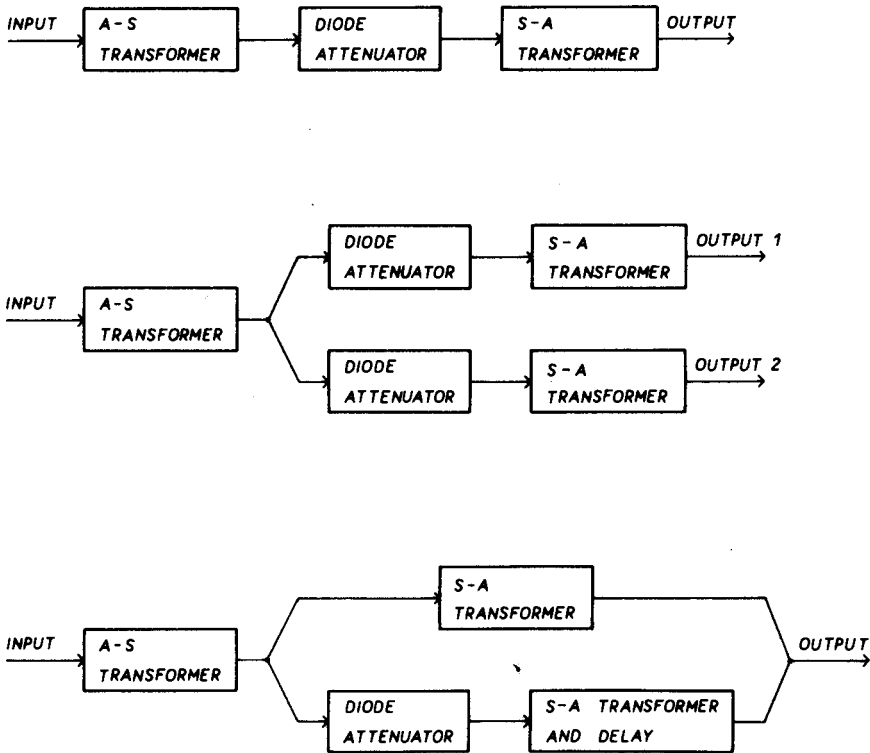 INPUT
A-S
TRANSFORMER
DIODE
ATTENUATOR
S-A
TRANSFORMER
OUTPUT
INPUT
A-S
TRANSFORMER
DIODE
ATTENUATOR
S-A
TRANSFORMER
OUTPUT 1
DIODE
ATTENUATOR
S-A
TRANSFORMER
OUTPUT 2
INPUT
A-S
TRANSFORMER
S-A
TRANSFORMER
DIODE
ATTENUATOR
S-A TRANSFORMER
AND DELAY
OUTPUT